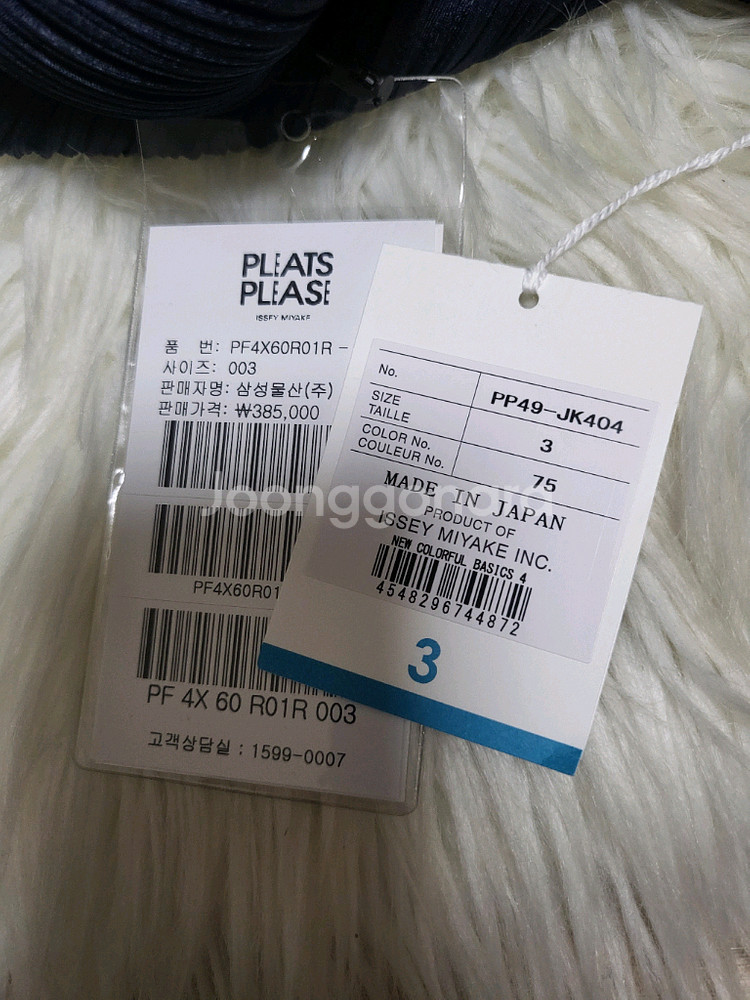 PLEATS
PLEASE
ISSEY MIYAKE
품 번: PF4X60R01R -
사이즈: 003
판매자명: 삼성물산(주)
판매가격: ₩385,000
PF4X60R01
PF 4X 60 R01R 003
고객상담실 : 1599-0007
No. PP49-JK404
SIZE
TAILLE 3
COLOR No.
COULEUR No. 75
MADE IN JAPAN
PRODUCT OF
ISSEY MIYAKE INC.
NEW COLORFUL BASICS 4
4548296744872
3
Joonggonara